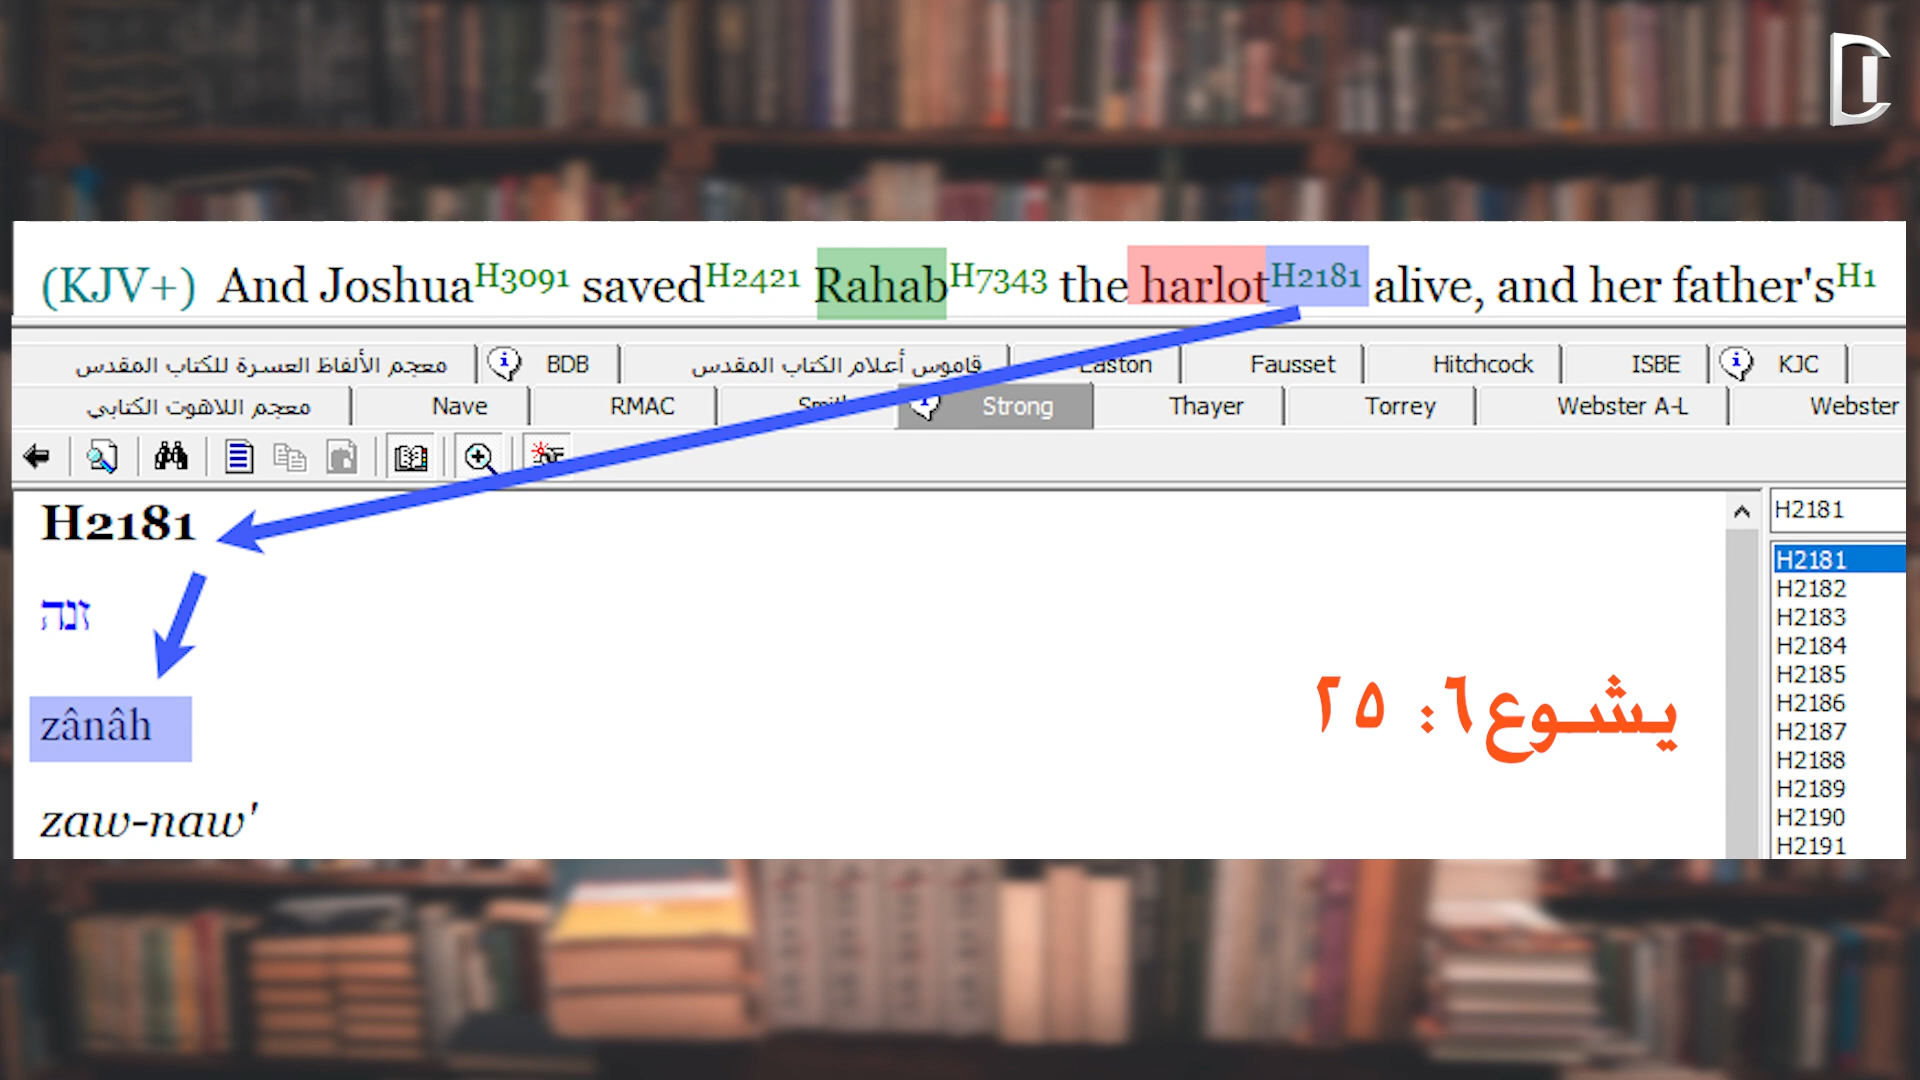 (KJV+) And JoshuaH3091 savedH2421 RahabH7343 the harlotH2181 alive, and her father'sH1
معجم الألفاظ العسرة للكتاب المقدس BDB قاموس أعلام الكتاب المقدس Easton Fausset Hitchcock ISBE KJC
معجم اللاهوت الكتابي Nave RMAC Smith Strong Thayer Torrey Webster A-L Webster
H2181
זנה
zânâh
zaw-naw'
يشوع٦: ٢٥
H2181
H2181
H2182
H2183
H2184
H2185
H2186
H2187
H2188
H2189
H2190
H2191